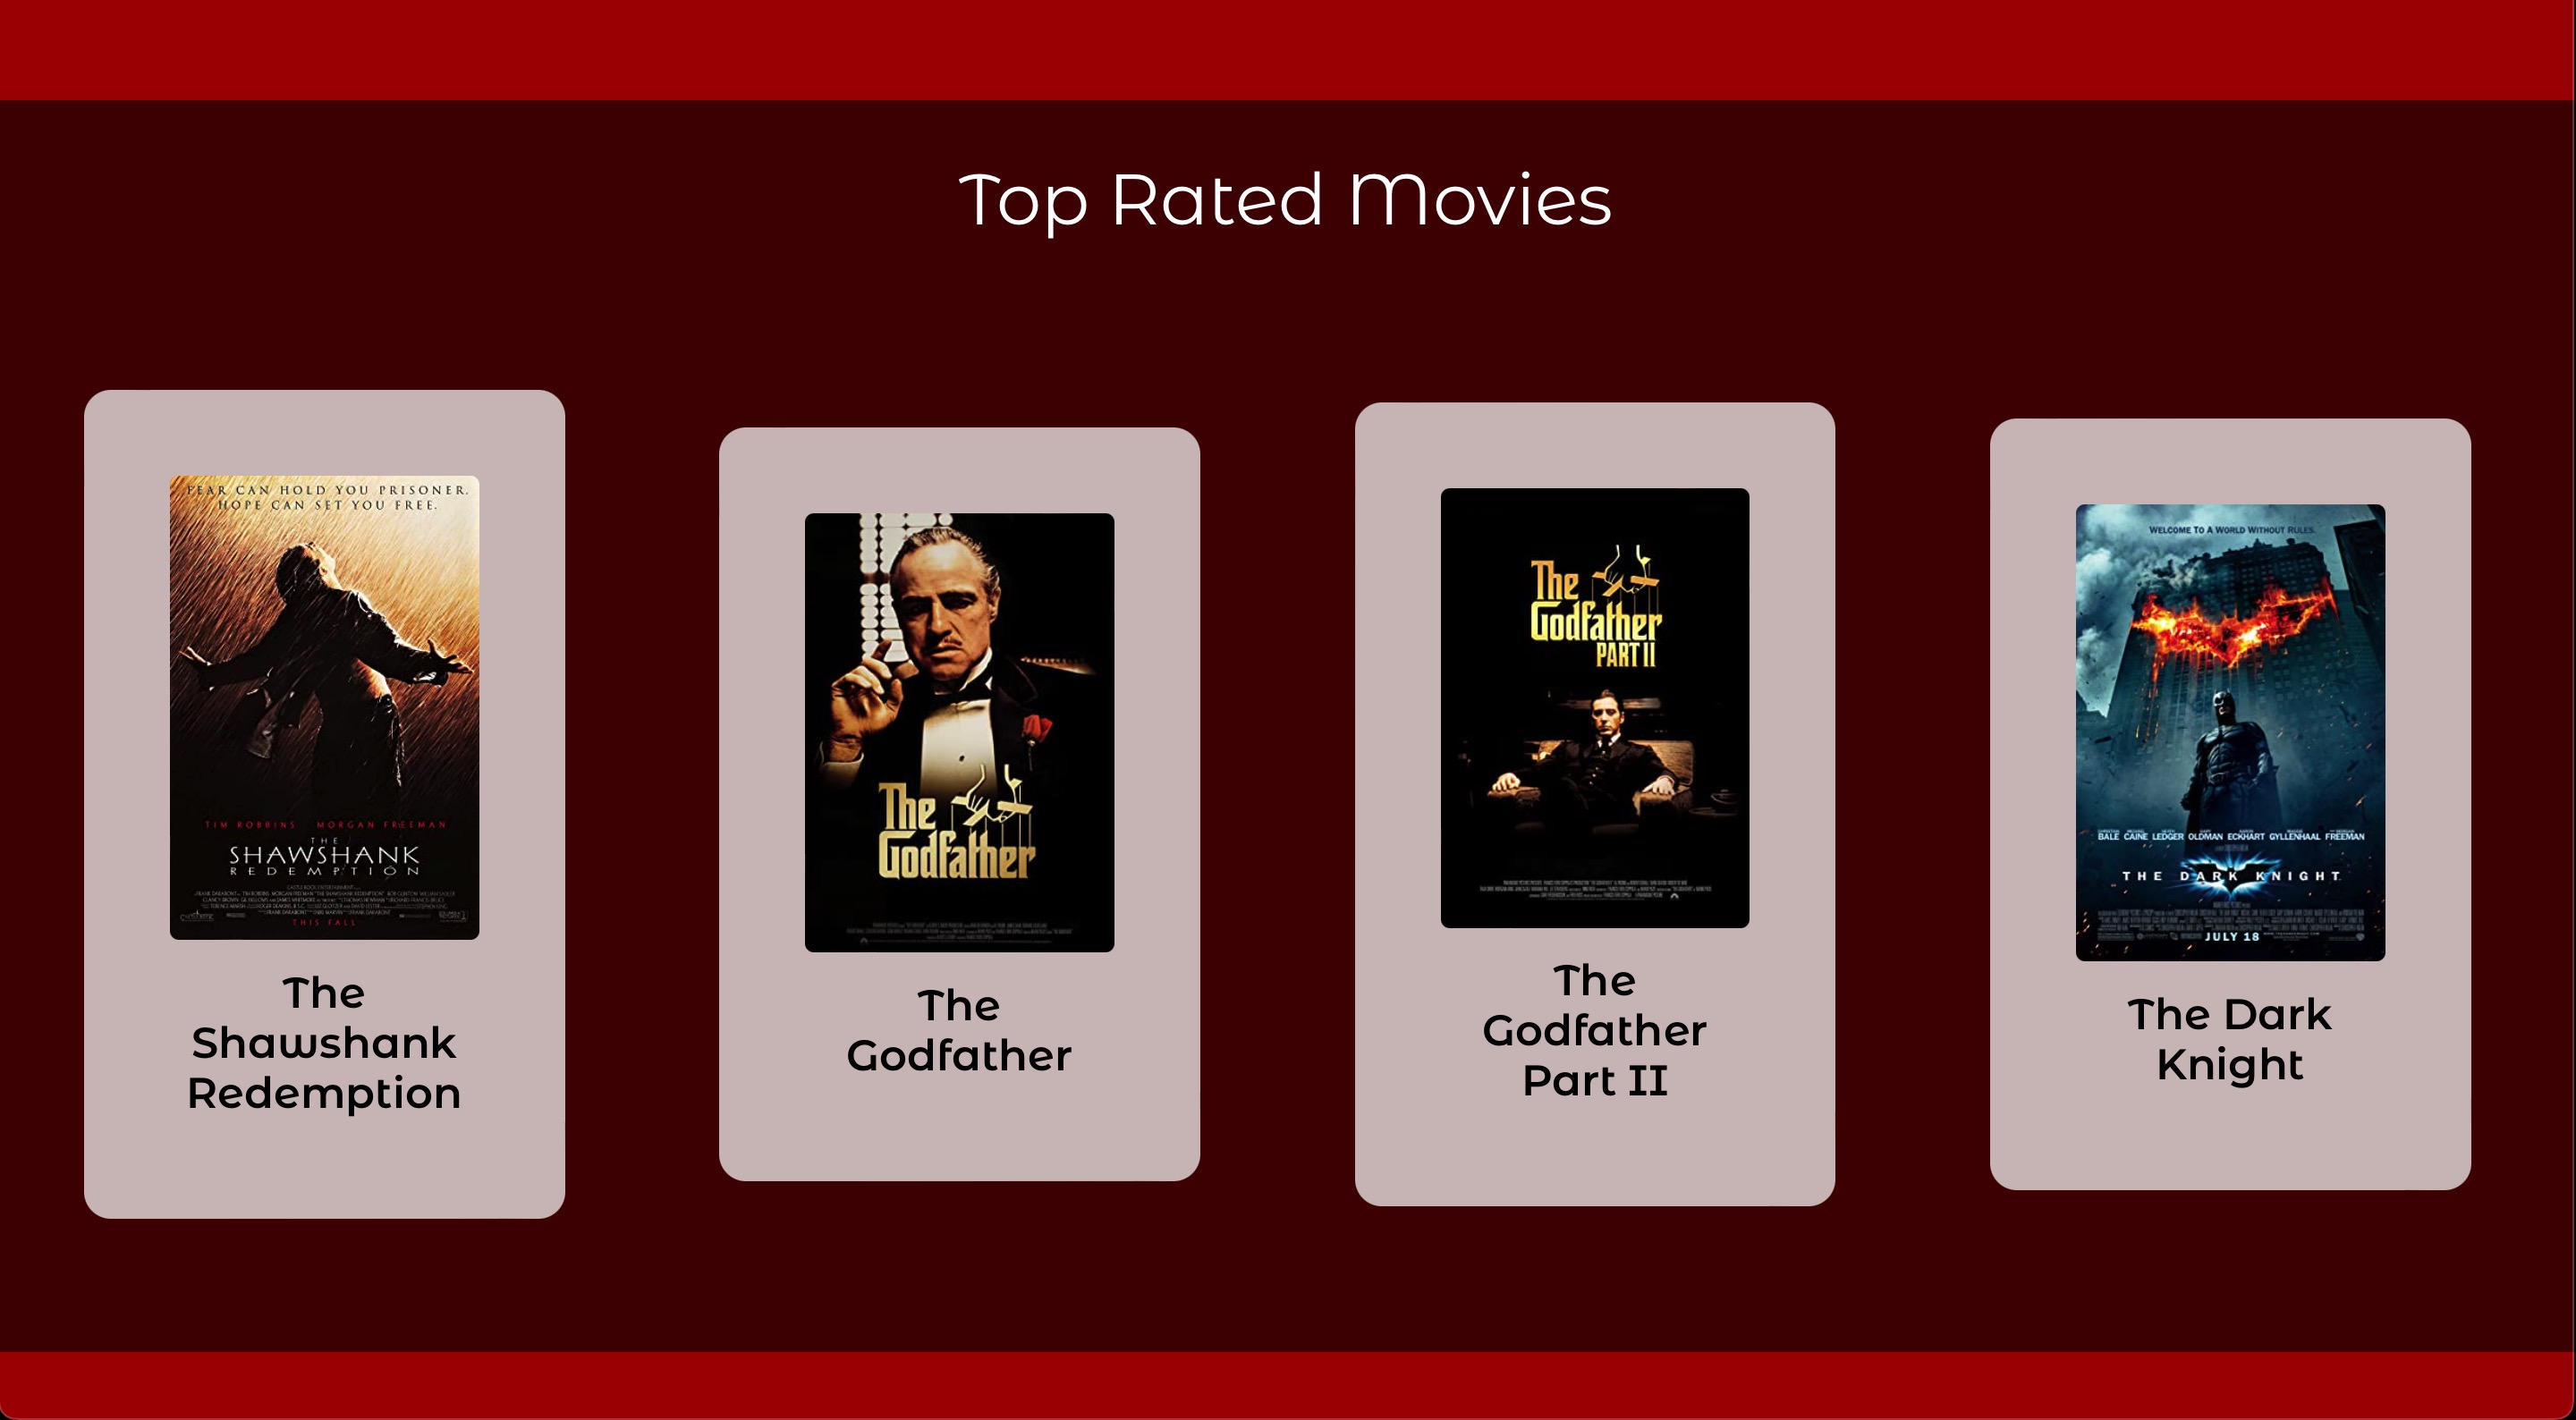 Top Rated Movies
FEAR CAN HOLD YOU PRISONER.
HOPE CAN SET YOU FREE.
TIM ROBBINS MORGAN FREEMAN
THE
SHAWSHANK
REDEMPTION
THIS FALL
The
Shawshank
Redemption
The
Godfather
The
Godfather
The
Godfather
PART II
The
Godfather
Part II
WELCOME TO A WORLD WITHOUT RULES.
BALE CAINE LEDGER OLDMAN ECKHART GYLLENHAAL FREEMAN
THE DARK KNIGHT
JULY 18
The Dark
Knight